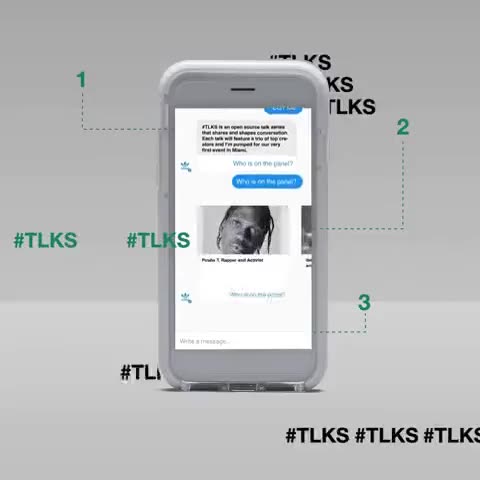 #TLKS
KS
TLKS
1
2
#TLKS is an open source talk series
that shares and shapes conversation.
Each talk will feature a trio of top cre-
ators and I'm pumped for our very
first event in Miami.
Who is on the panel?
Who is on the panel?
#TLKS #TLKS
Pusha T. Rapper and Activist
Who is on the panel?
3
Write a message...
#TL
#TLKS #TLKS #TLKS